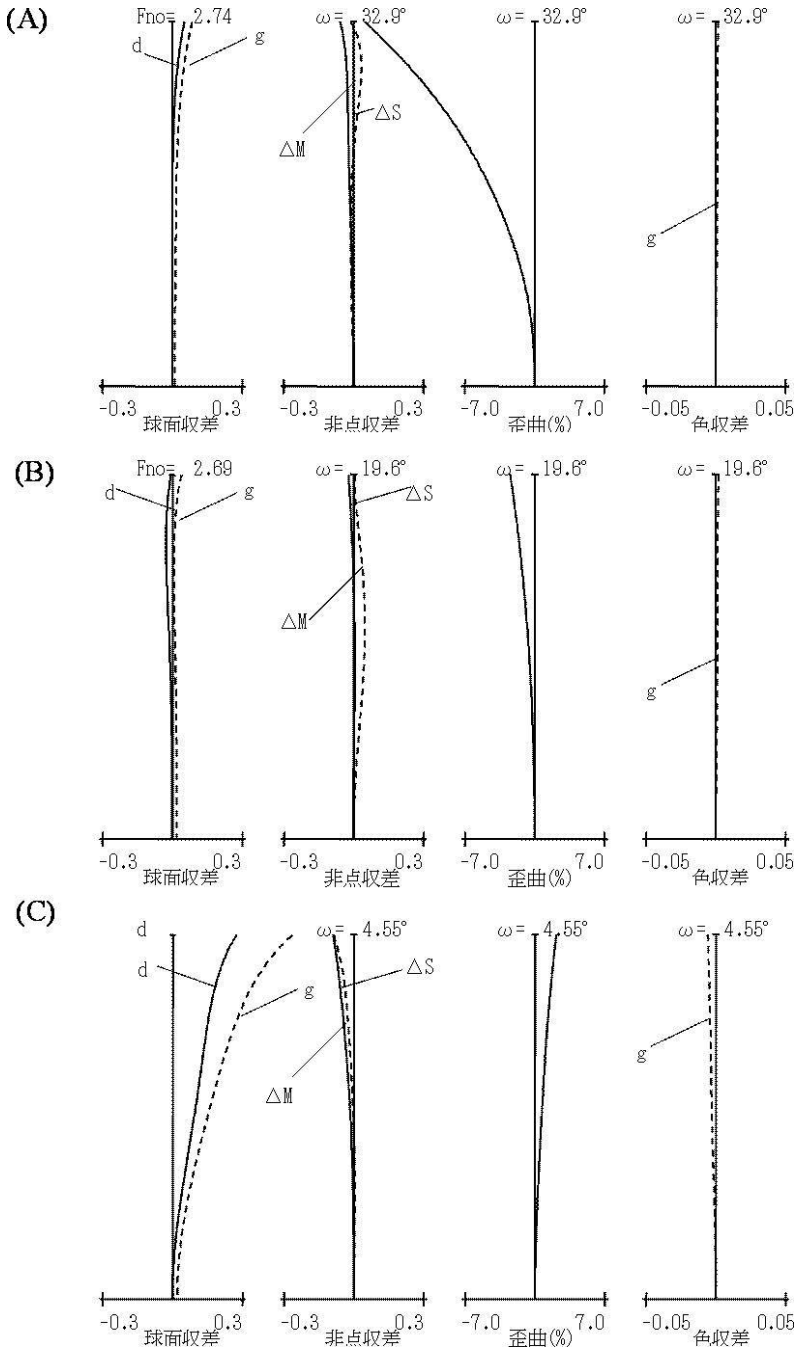 (A)
Fno= 2.74 ω= 32.9° ω= 32.9° ω= 32.9°
d g
△S
△M
g
-0.3 0.3 -0.3 0.3 -7.0 7.0 -0.05 0.05
球面収差 非点収差 歪曲(%) 色収差
(B)
Fno= 2.69 ω= 19.6° ω= 19.6° ω= 19.6°
d g △S
△M
g
-0.3 0.3 -0.3 0.3 -7.0 7.0 -0.05 0.05
球面収差 非点収差 歪曲(%) 色収差
(C)
d ω= 4.55° ω= 4.55° ω= 4.55°
d g △S
△M
g
-0.3 0.3 -0.3 0.3 -7.0 7.0 -0.05 0.05
球面収差 非点収差 歪曲(%) 色収差